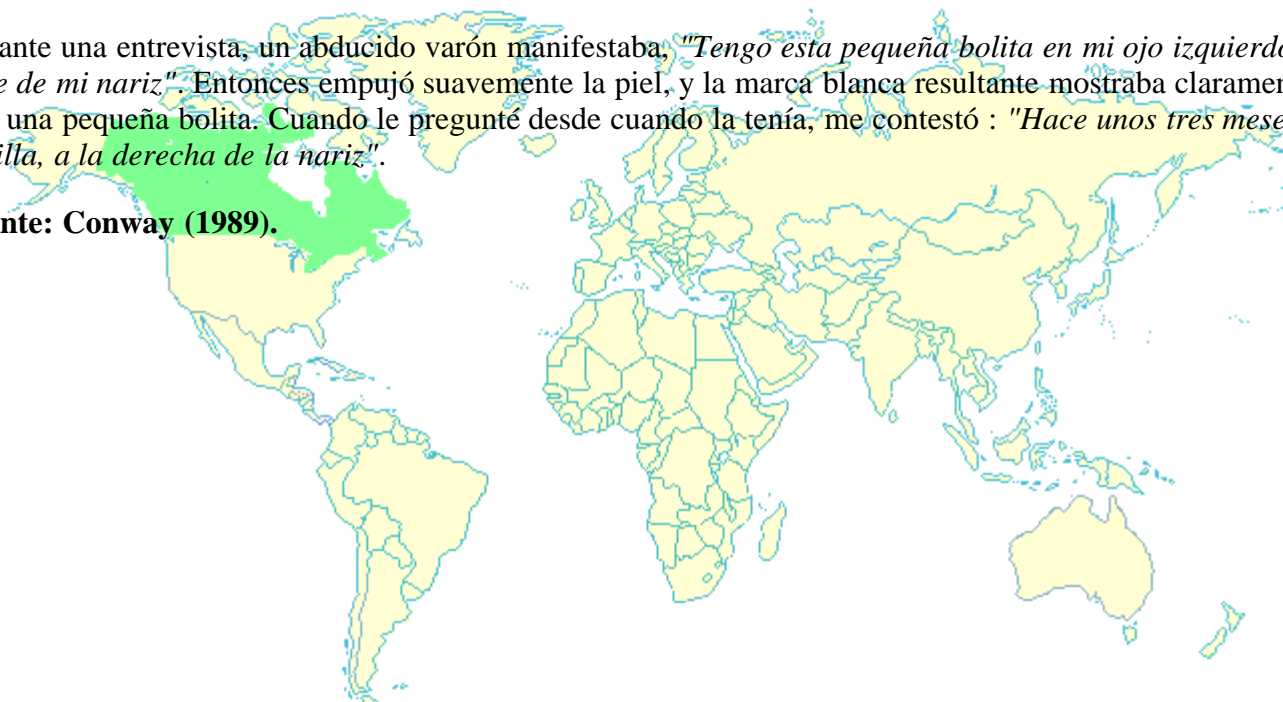 ante una entrevista, un abducido varón manifestaba, "Tengo esta pequeña bolita en mi ojo izquierdo
e de mi nariz". Entonces empujó suavemente la piel, y la marca blanca resultante mostraba claramen
una pequeña bolita. Cuando le pregunté desde cuando la tenía, me contestó : "Hace unos tres mese
illa, a la derecha de la nariz".
nte: Conway (1989).